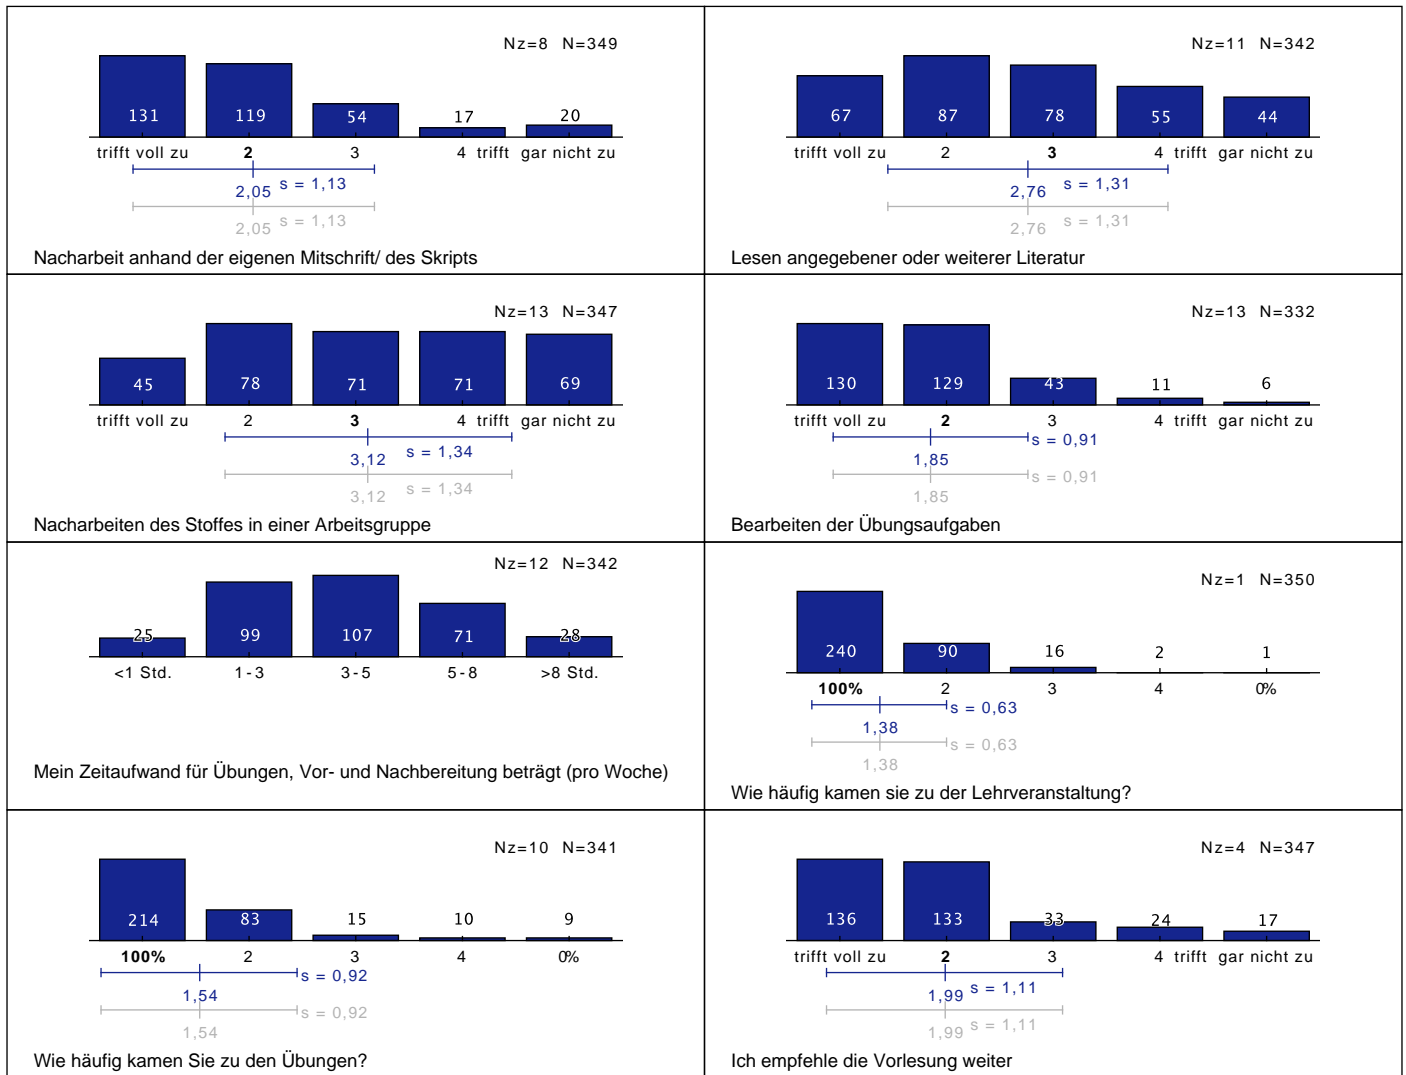 Nz=8 N=349
131 119 54 17 20
trifft voll zu 2 3 4 trifft gar nicht zu
s = 1,13
2,05
s = 1,13
2,05
Nacharbeit anhand der eigenen Mitschrift/ des Skripts
Nz=11 N=342
67 87 78 55 44
trifft voll zu 2 3 4 trifft gar nicht zu
s = 1,31
2,76
s = 1,31
2,76
Lesen angegebener oder weiterer Literatur
Nz=13 N=347
45 78 71 71 69
trifft voll zu 2 3 4 trifft gar nicht zu
s = 1,34
3,12
s = 1,34
3,12
Nacharbeiten des Stoffes in einer Arbeitsgruppe
Nz=13 N=332
130 129 43 11 6
trifft voll zu 2 3 4 trifft gar nicht zu
s = 0,91
1,85
s = 0,91
1,85
Bearbeiten der Übungsaufgaben
Nz=12 N=342
25 99 107 71 28
<1 Std. 1-3 3-5 5-8 >8 Std.
Mein Zeitaufwand für Übungen, Vor- und Nachbereitung beträgt (pro Woche)
Nz=1 N=350
240 90 16 2 1
100% 2 3 4 0%
s = 0,63
1,38
s = 0,63
1,38
Wie häufig kamen sie zu der Lehrveranstaltung?
Nz=10 N=341
214 83 15 10 9
100% 2 3 4 0%
s = 0,92
1,54
s = 0,92
1,54
Wie häufig kamen Sie zu den Übungen?
Nz=4 N=347
136 133 33 24 17
trifft voll zu 2 3 4 trifft gar nicht zu
s = 1,11
1,99
s = 1,11
1,99
Ich empfehle die Vorlesung weiter